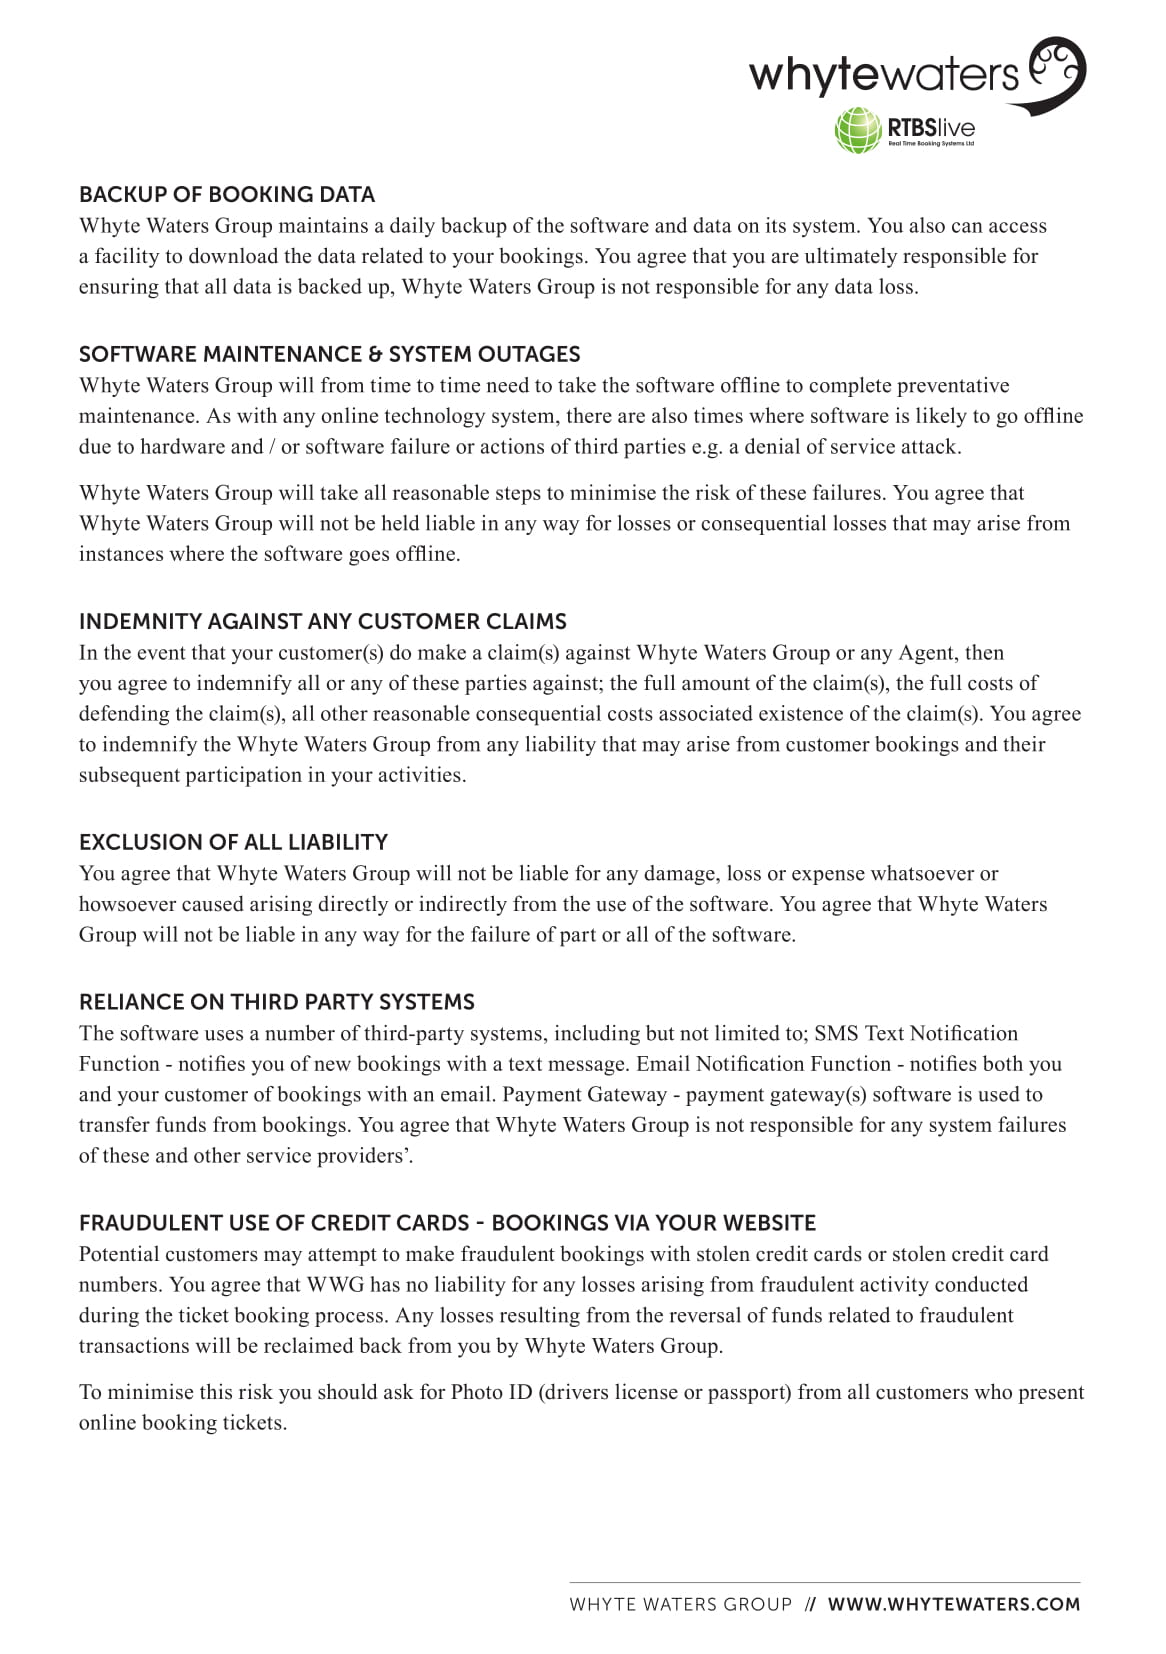 whytewaters
RTBSlive
Real Time Booking Systems Ltd
BACKUP OF BOOKING DATA
Whyte Waters Group maintains a daily backup of the software and data on its system. You also can access
a facility to download the data related to your bookings. You agree that you are ultimately responsible for
ensuring that all data is backed up, Whyte Waters Group is not responsible for any data loss.
SOFTWARE MAINTENANCE & SYSTEM OUTAGES
Whyte Waters Group will from time to time need to take the software offline to complete preventative
maintenance. As with any online technology system, there are also times where software is likely to go offline
due to hardware and / or software failure or actions of third parties e.g. a denial of service attack.
Whyte Waters Group will take all reasonable steps to minimise the risk of these failures. You agree that
Whyte Waters Group will not be held liable in any way for losses or consequential losses that may arise from
instances where the software goes offline.
INDEMNITY AGAINST ANY CUSTOMER CLAIMS
In the event that your customer(s) do make a claim(s) against Whyte Waters Group or any Agent, then
you agree to indemnify all or any of these parties against; the full amount of the claim(s), the full costs of
defending the claim(s), all other reasonable consequential costs associated existence of the claim(s). You agree
to indemnify the Whyte Waters Group from any liability that may arise from customer bookings and their
subsequent participation in your activities.
EXCLUSION OF ALL LIABILITY
You agree that Whyte Waters Group will not be liable for any damage, loss or expense whatsoever or
howsoever caused arising directly or indirectly from the use of the software. You agree that Whyte Waters
Group will not be liable in any way for the failure of part or all of the software.
RELIANCE ON THIRD PARTY SYSTEMS
The software uses a number of third-party systems, including but not limited to; SMS Text Notification
Function - notifies you of new bookings with a text message. Email Notification Function - notifies both you
and your customer of bookings with an email. Payment Gateway - payment gateway(s) software is used to
transfer funds from bookings. You agree that Whyte Waters Group is not responsible for any system failures
of these and other service providers’.
FRAUDULENT USE OF CREDIT CARDS - BOOKINGS VIA YOUR WEBSITE
Potential customers may attempt to make fraudulent bookings with stolen credit cards or stolen credit card
numbers. You agree that WWG has no liability for any losses arising from fraudulent activity conducted
during the ticket booking process. Any losses resulting from the reversal of funds related to fraudulent
transactions will be reclaimed back from you by Whyte Waters Group.
To minimise this risk you should ask for Photo ID (drivers license or passport) from all customers who present
online booking tickets.
WHYTE WATERS GROUP // WWW.WHYTEWATERS.COM